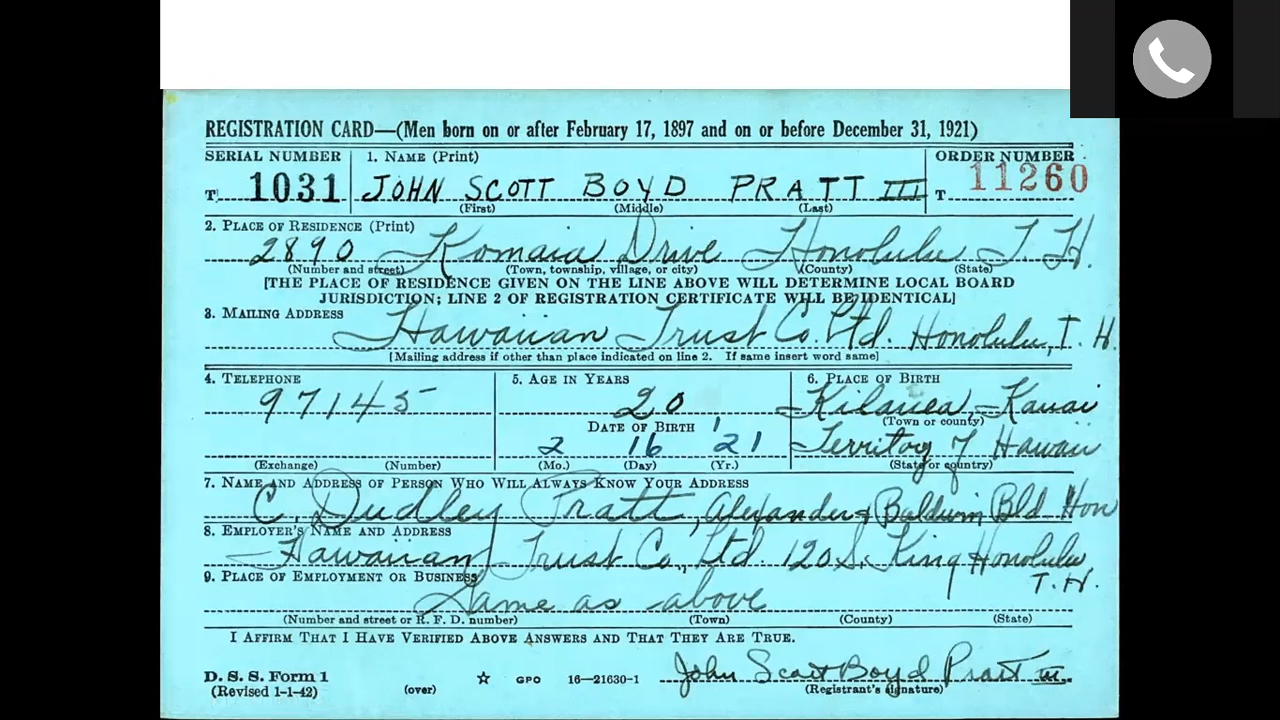 REGISTRATION CARD—(Men born on or after February 17, 1897 and on or before December 31, 1921)
SERIAL NUMBER 1. NAME (Print) ORDER NUMBER
T 1031 JOHN SCOTT BOYD PRATT III T 11260
(First) (Middle) (Last)
2. PLACE OF RESIDENCE (Print)
2890 Komaia Drive Honolulu T. H.
(Number and street) (Town, township, village, or city) (County) (State)
[THE PLACE OF RESIDENCE GIVEN ON THE LINE ABOVE WILL DETERMINE LOCAL BOARD
JURISDICTION; LINE 2 OF REGISTRATION CERTIFICATE WILL BE IDENTICAL]
3. MAILING ADDRESS
Hawaiian Trust Co. Ltd. Honolulu, T. H.
[Mailing address if other than place indicated on line 2. If same insert word same]
4. TELEPHONE 5. AGE IN YEARS 6. PLACE OF BIRTH
97145 20 Kilauea, Kauai
DATE OF BIRTH (Town or county)
2 16 '21 Territory of Hawaii
(Exchange) (Number) (Mo.) (Day) (Yr.) (State or country)
7. NAME AND ADDRESS OF PERSON WHO WILL ALWAYS KNOW YOUR ADDRESS
C. Dudley Pratt, Alexander & Baldwin Bld Hon
8. EMPLOYER'S NAME AND ADDRESS
Hawaiian Trust Co., Ltd. 120 S. King Honolulu
9. PLACE OF EMPLOYMENT OR BUSINESS T. H.
Same as above
(Number and street or R. F. D. number) (Town) (County) (State)
I AFFIRM THAT I HAVE VERIFIED ABOVE ANSWERS AND THAT THEY ARE TRUE.
D. S. S. Form 1 John Scott Boyd Pratt III.
(Revised 1-1-42) (over) ☆ GPO 16—21630-1 (Registrant's signature)